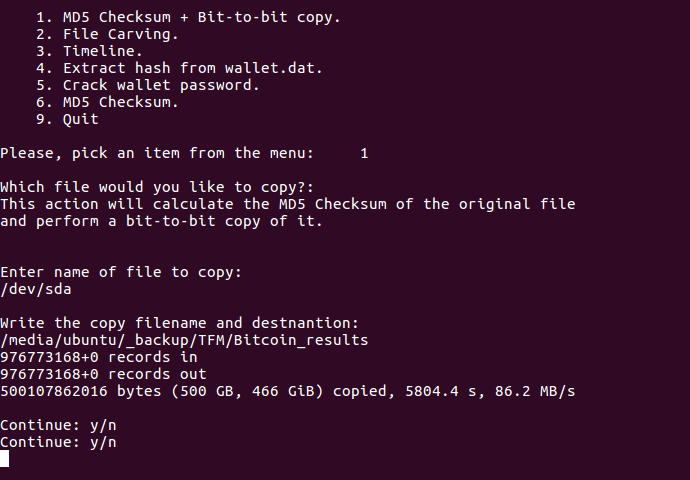 1. MD5 Checksum + Bit-to-bit copy.
2. File Carving.
3. Timeline.
4. Extract hash from wallet.dat.
5. Crack wallet password.
6. MD5 Checksum.
9. Quit
Please, pick an item from the menu: 1
Which file would you like to copy?:
This action will calculate the MD5 Checksum of the original file
and perform a bit-to-bit copy of it.
Enter name of file to copy:
/dev/sda
Write the copy filename and destnantion:
/media/ubuntu/_backup/TFM/Bitcoin_results
976773168+0 records in
976773168+0 records out
500107862016 bytes (500 GB, 466 GiB) copied, 5804.4 s, 86.2 MB/s
Continue: y/n
Continue: y/n